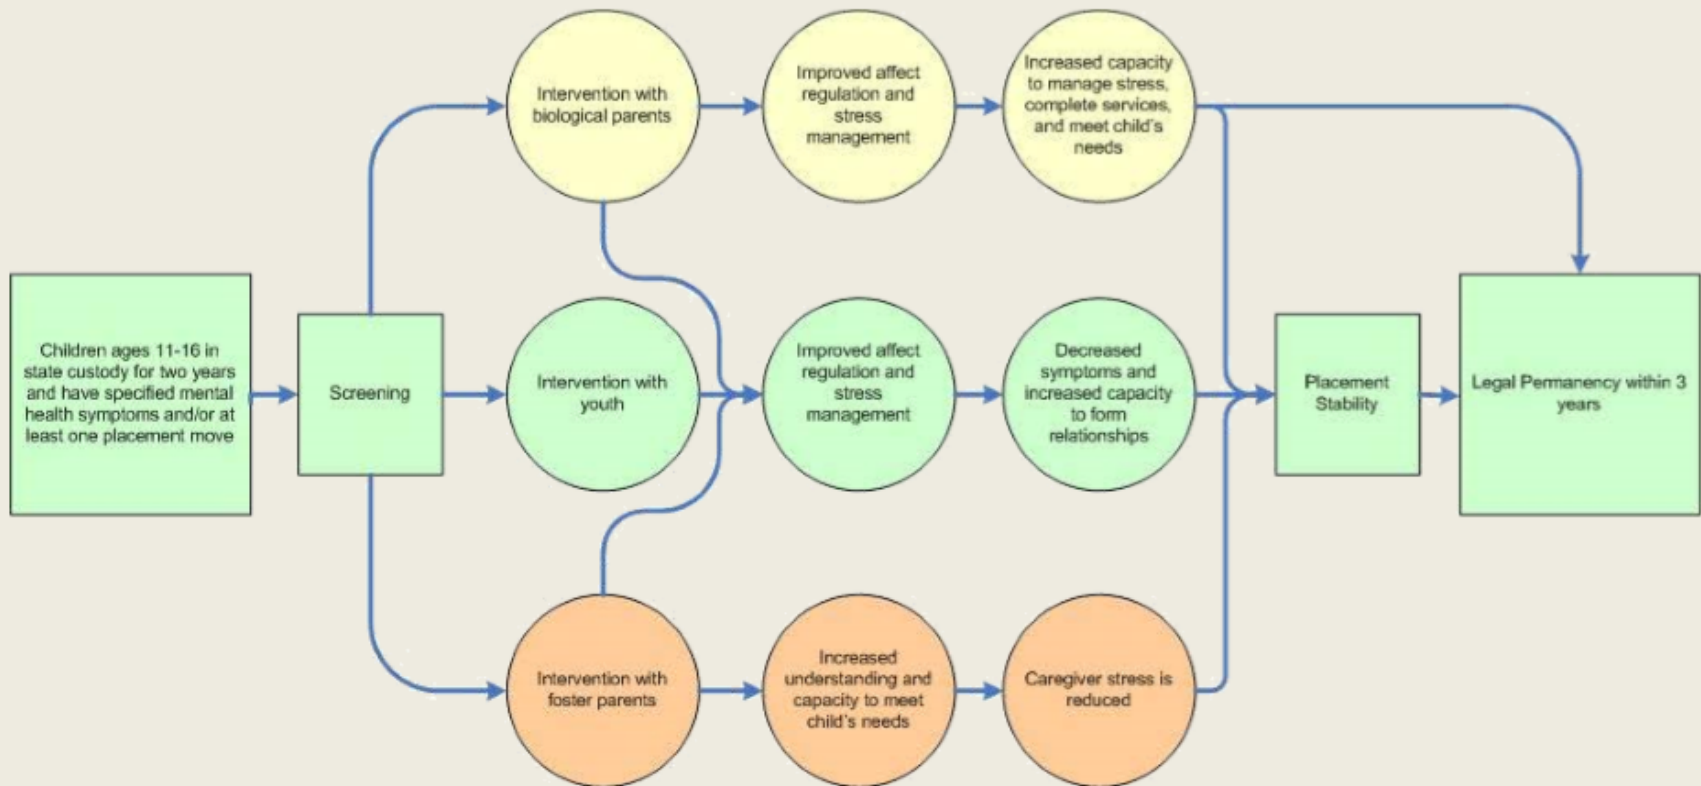 Intervention with
biological parents
Improved affect
regulation and
stress
management
Increased capacity
to manage stress,
complete services,
and meet child's
needs
Children ages 11-16 in
state custody for two years
and have specified mental
health symptoms and/or at
least one placement move
Screening
Intervention with
youth
Improved affect
regulation and
stress
management
Decreased
symptoms and
increased capacity
to form
relationships
Placement
Stability
Legal Permanency within 3
years
Intervention with
foster parents
Increased
understanding and
capacity to meet
child's needs
Caregiver stress is
reduced